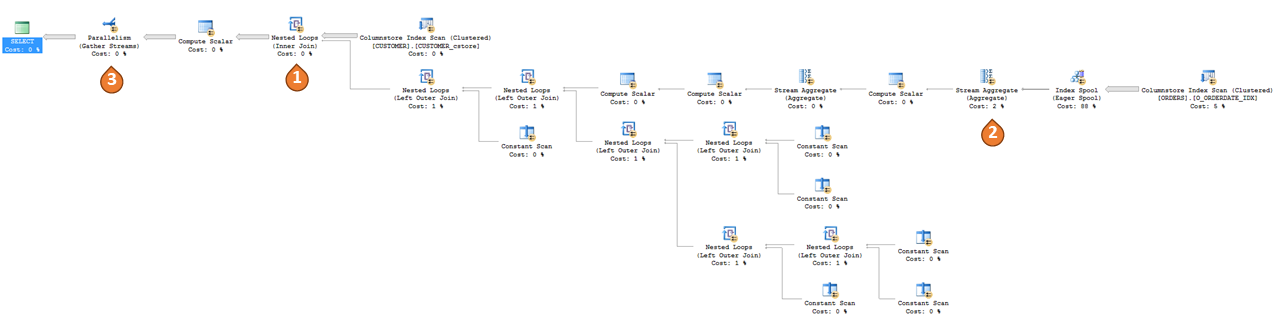 SELECT
Cost: 0 %
Parallelism
(Gather Streams)
Cost: 0 %
3
Compute Scalar
Cost: 0 %
Nested Loops
(Inner Join)
Cost: 0 %
1
Columnstore Index Scan (Clustered)
[CUSTOMER].[CUSTOMER_cstore]
Cost: 0 %
Nested Loops
(Left Outer Join)
Cost: 1 %
Nested Loops
(Left Outer Join)
Cost: 1 %
Compute Scalar
Cost: 0 %
Compute Scalar
Cost: 0 %
Stream Aggregate
(Aggregate)
Cost: 0 %
Compute Scalar
Cost: 0 %
Stream Aggregate
(Aggregate)
Cost: 2 %
2
Index Spool
(Eager Spool)
Cost: 88 %
Columnstore Index Scan (Clustered)
[ORDERS].[O_ORDERDATE_IDX]
Cost: 5 %
Constant Scan
Cost: 0 %
Nested Loops
(Left Outer Join)
Cost: 1 %
Nested Loops
(Left Outer Join)
Cost: 1 %
Constant Scan
Cost: 0 %
Constant Scan
Cost: 0 %
Nested Loops
(Left Outer Join)
Cost: 1 %
Nested Loops
(Left Outer Join)
Cost: 1 %
Constant Scan
Cost: 0 %
Constant Scan
Cost: 0 %
Constant Scan
Cost: 0 %